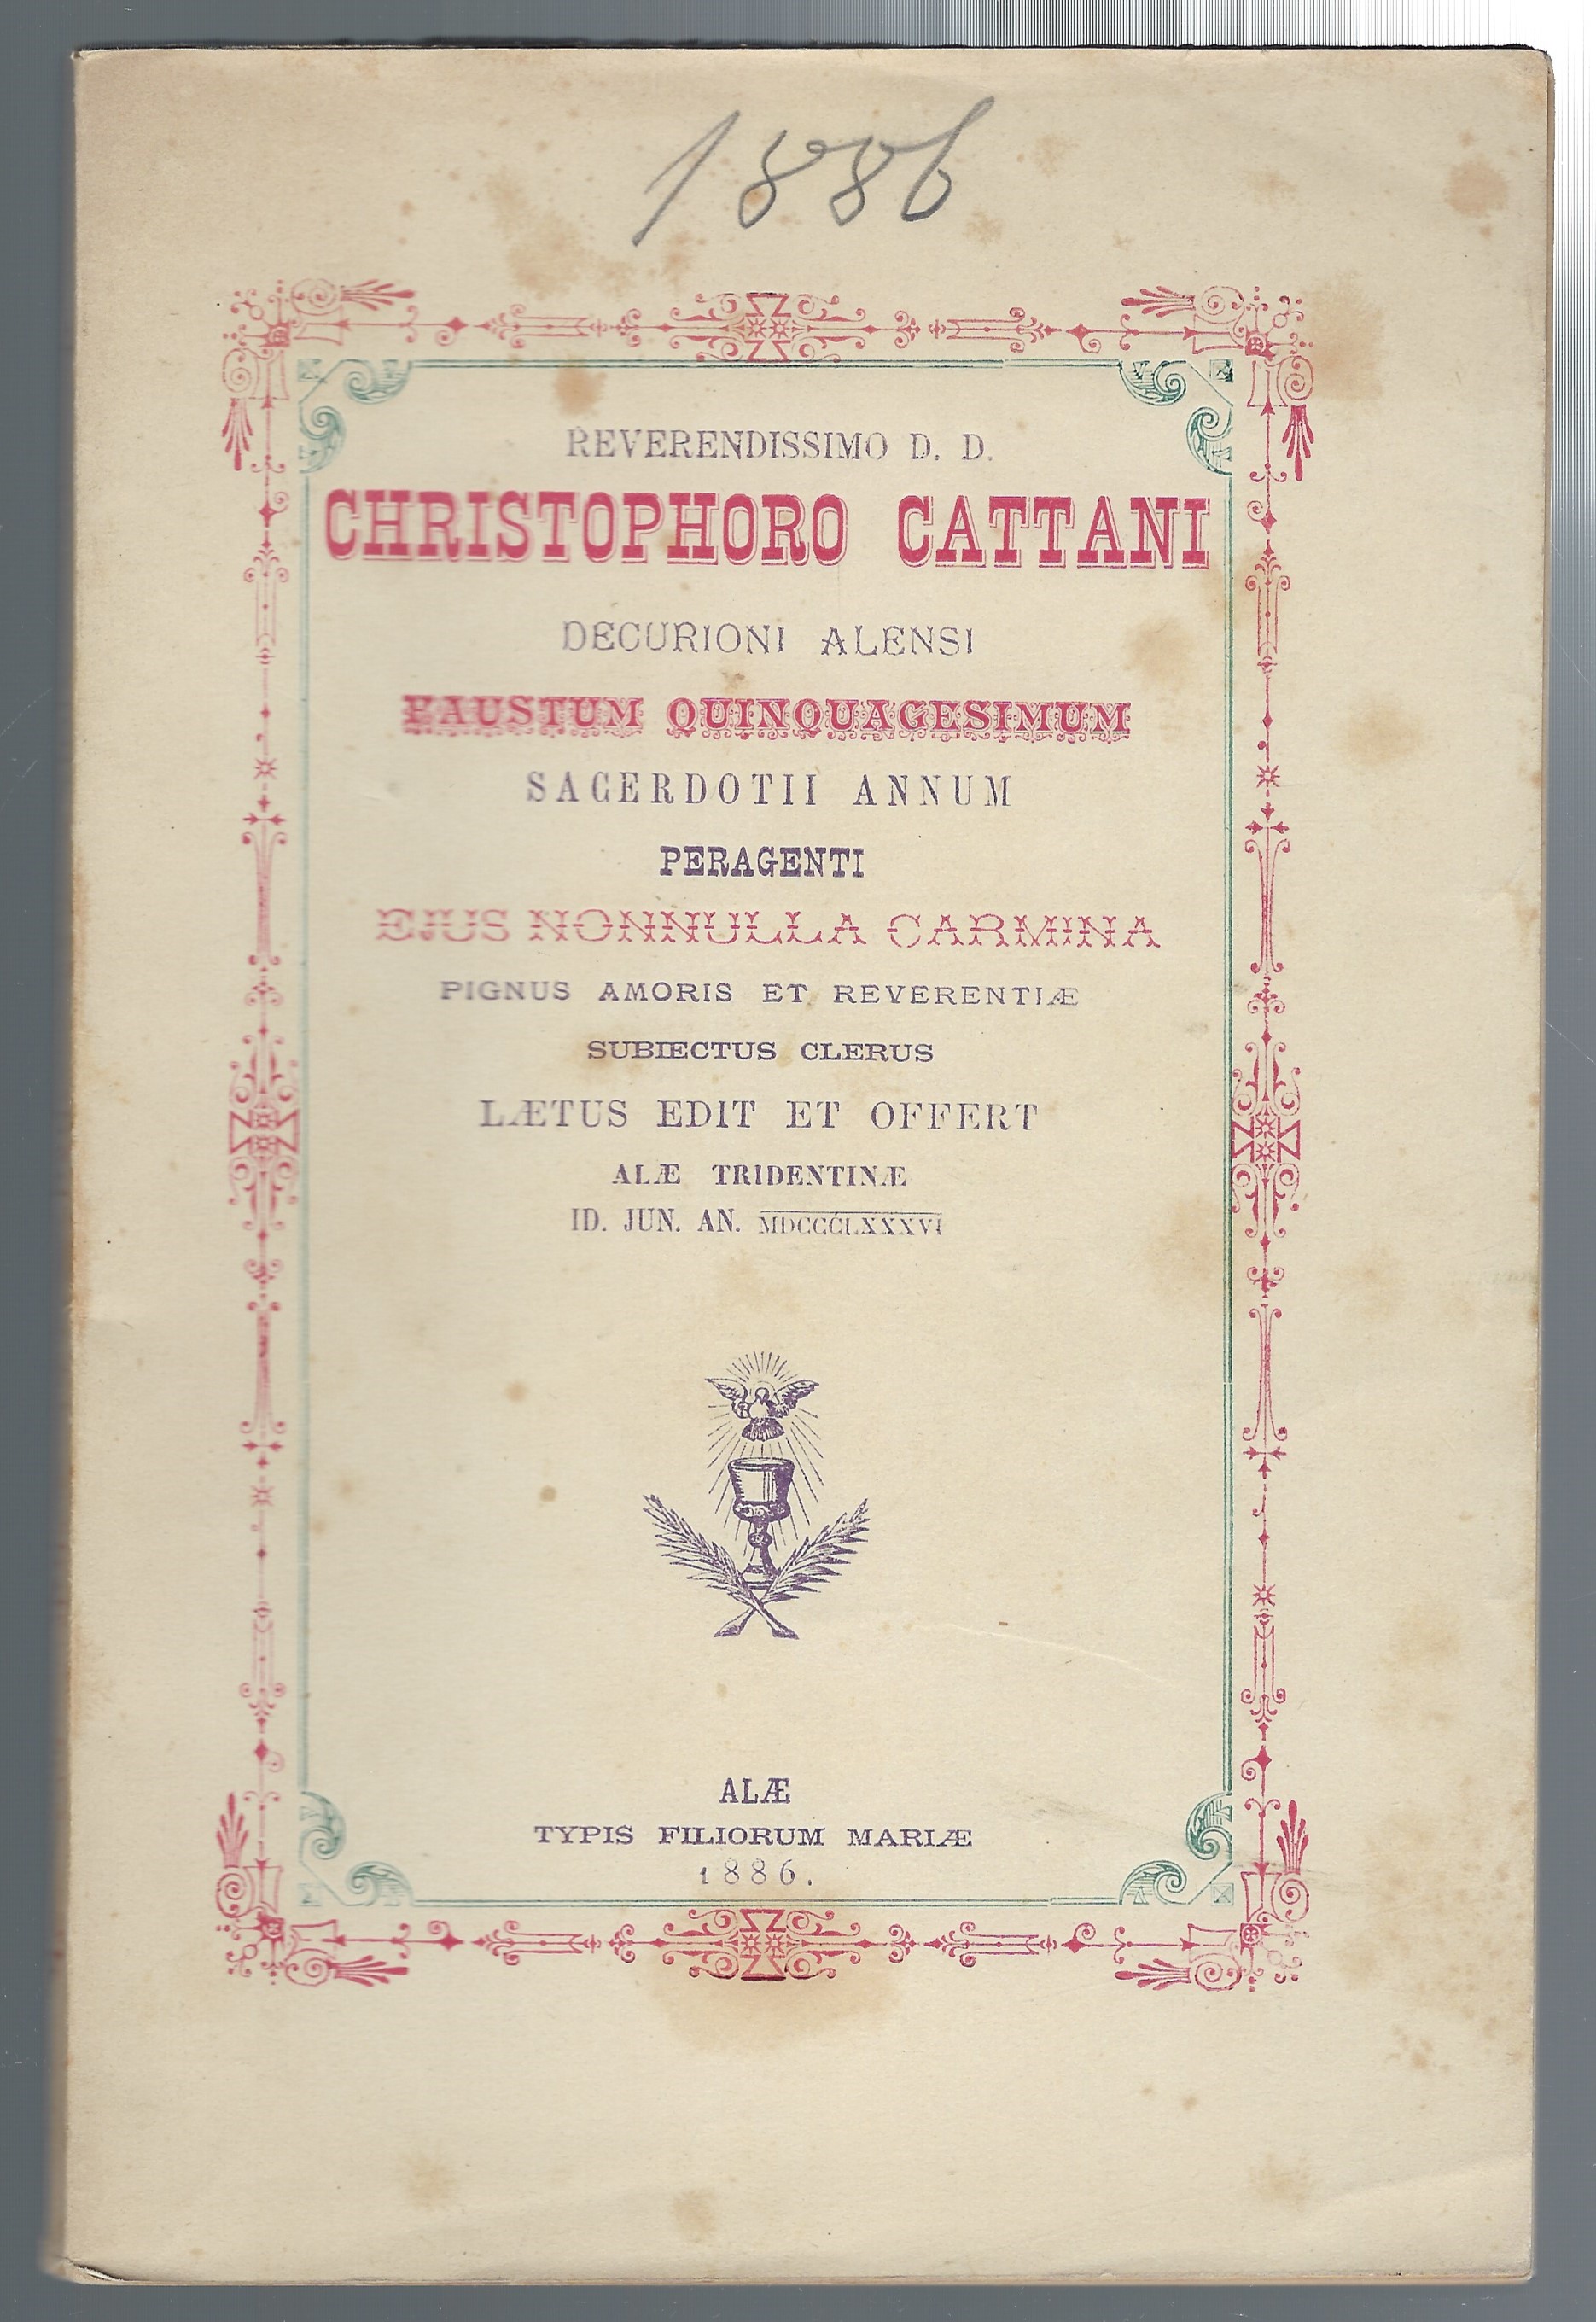 1886
REVERENDISSIMO D. D.
CHRISTOPHORO CATTANI
DECURIONI ALENSI
FAUSTUM QUINQUAGESIMUM
SACERDOTII ANNUM
PERAGENTI
EJUS NONNULLA CARMINA
PIGNUS AMORIS ET REVERENTIÆ
SUBIECTUS CLERUS
LÆTUS EDIT ET OFFERT
ALÆ TRIDENTINÆ
ID. JUN. AN. MDCCCLXXXVI
ALÆ
TYPIS FILIORUM MARIÆ
1886.